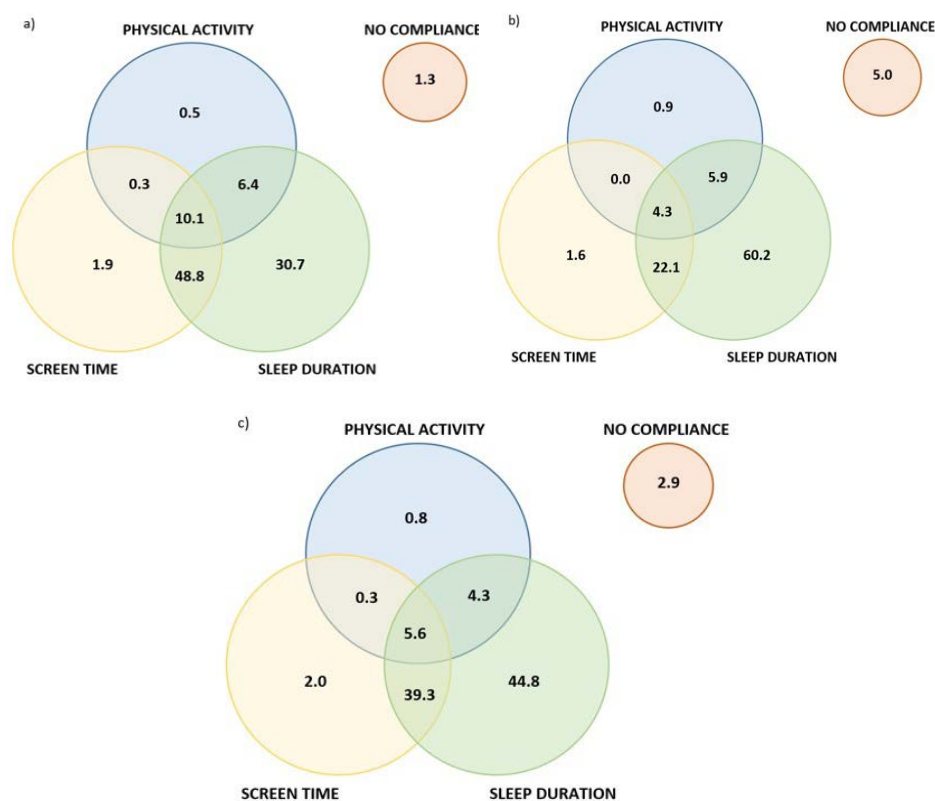 a)
PHYSICAL ACTIVITY
NO COMPLIANCE
1.3
0.5
0.3
6.4
10.1
1.9
48.8
30.7
SCREEN TIME
SLEEP DURATION
b)
PHYSICAL ACTIVITY
NO COMPLIANCE
5.0
0.9
0.0
5.9
4.3
1.6
22.1
60.2
SCREEN TIME
SLEEP DURATION
c)
PHYSICAL ACTIVITY
NO COMPLIANCE
2.9
0.8
0.3
4.3
5.6
2.0
39.3
44.8
SCREEN TIME
SLEEP DURATION